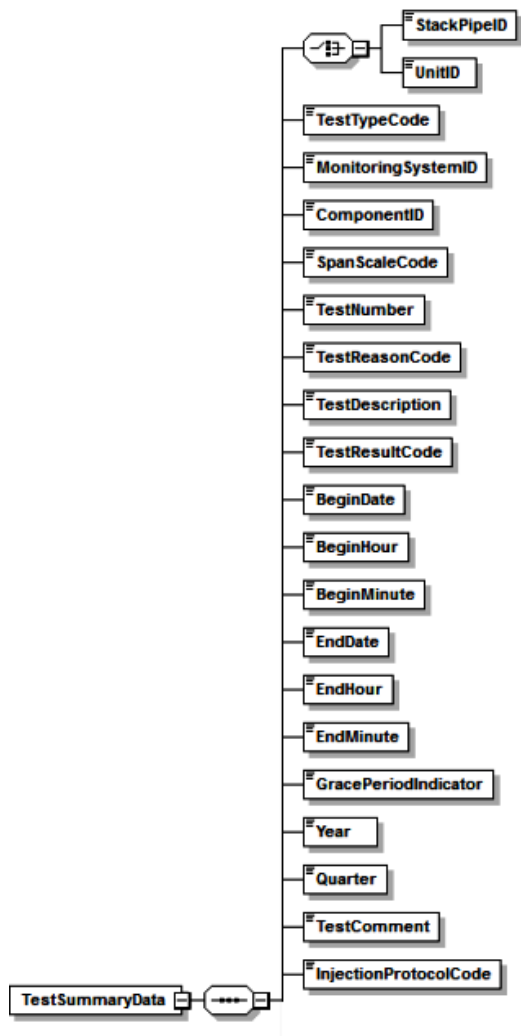 StackPipeID
UnitID
TestTypeCode
MonitoringSystemID
ComponentID
SpanScaleCode
TestNumber
TestReasonCode
TestDescription
TestResultCode
BeginDate
BeginHour
BeginMinute
EndDate
EndHour
EndMinute
GracePeriodIndicator
Year
Quarter
TestComment
InjectionProtocolCode
TestSummaryData